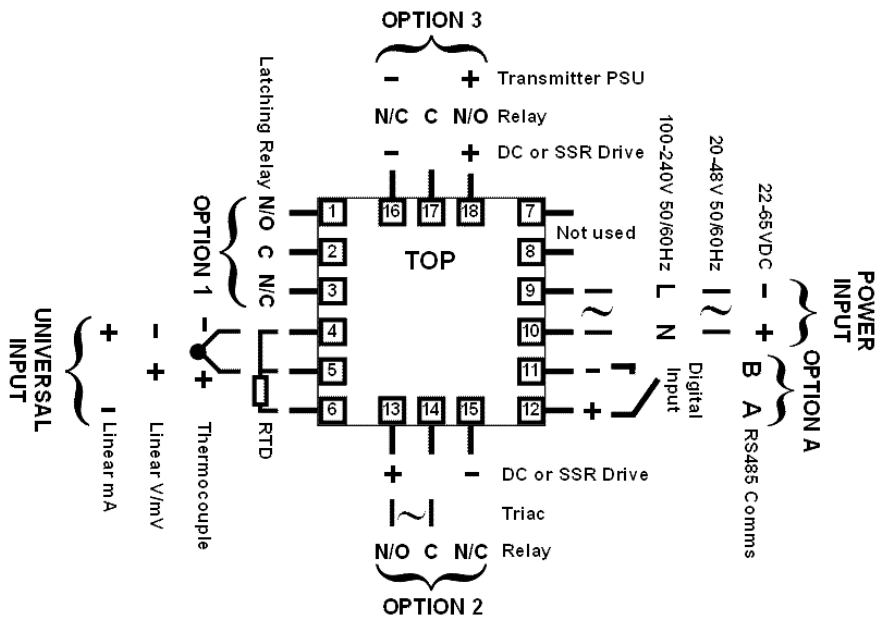 OPTION 3
− + Transmitter PSU
N/C C N/O Relay
− + DC or SSR Drive
Latching Relay
N/O C N/C
OPTION 1
1
2
3
4
5
6
16 17 18
TOP
7
8
9
10
11
12
13 14 15
Not used
100-240V 50/60Hz
L N
20-48V 50/60Hz
22-65VDC
− +
POWER
INPUT
− +
Digital
Input
B A
RS485 Comms
OPTION A
UNIVERSAL
INPUT
+ −
Linear mA
− +
Linear V/mV
− +
Thermocouple
RTD
+ − DC or SSR Drive
Triac
N/O C N/C Relay
OPTION 2